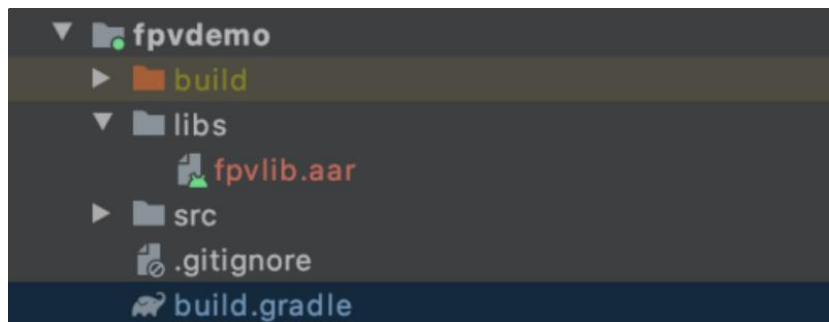 fpvdemo
build
libs
fpvlib.aar
src
.gitignore
build.gradle